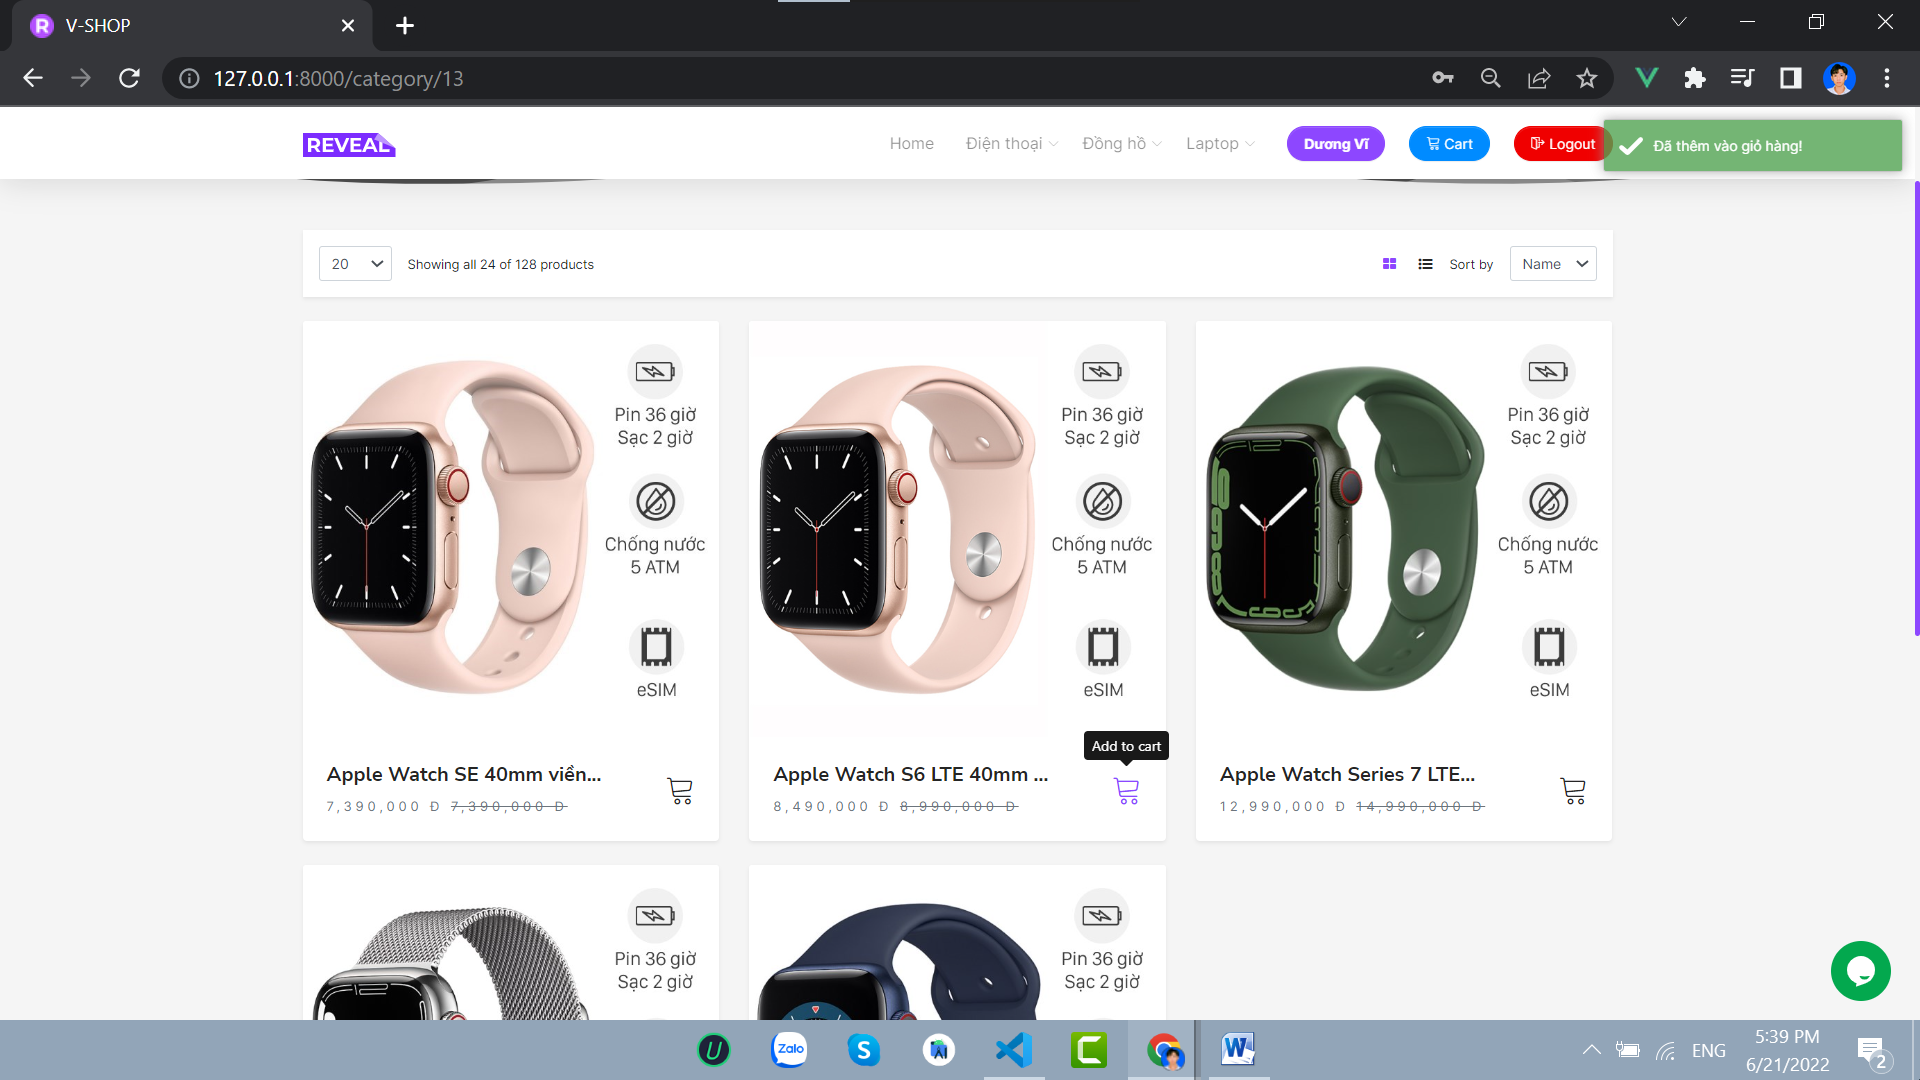 V-SHOP
127.0.0.1:8000/category/13
REVEAL
Home
Điện thoại
Đồng hồ
Laptop
Dương Vĩ
Cart
Logout
Đã thêm vào giỏ hàng!
20
Showing all 24 of 128 products
Sort by
Name
Pin 36 giờ
Sạc 2 giờ
Chống nước
5 ATM
eSIM
Apple Watch SE 40mm viền...
7,390,000 Đ 7,390,000 Đ
Pin 36 giờ
Sạc 2 giờ
Chống nước
5 ATM
eSIM
Add to cart
Apple Watch S6 LTE 40mm ...
8,490,000 Đ 8,990,000 Đ
Pin 36 giờ
Sạc 2 giờ
Chống nước
5 ATM
eSIM
Apple Watch Series 7 LTE...
12,990,000 Đ 14,990,000 Đ
Pin 36 giờ
Sạc 2 giờ
Pin 36 giờ
Sạc 2 giờ
Zalo
ENG
5:39 PM
6/21/2022
2